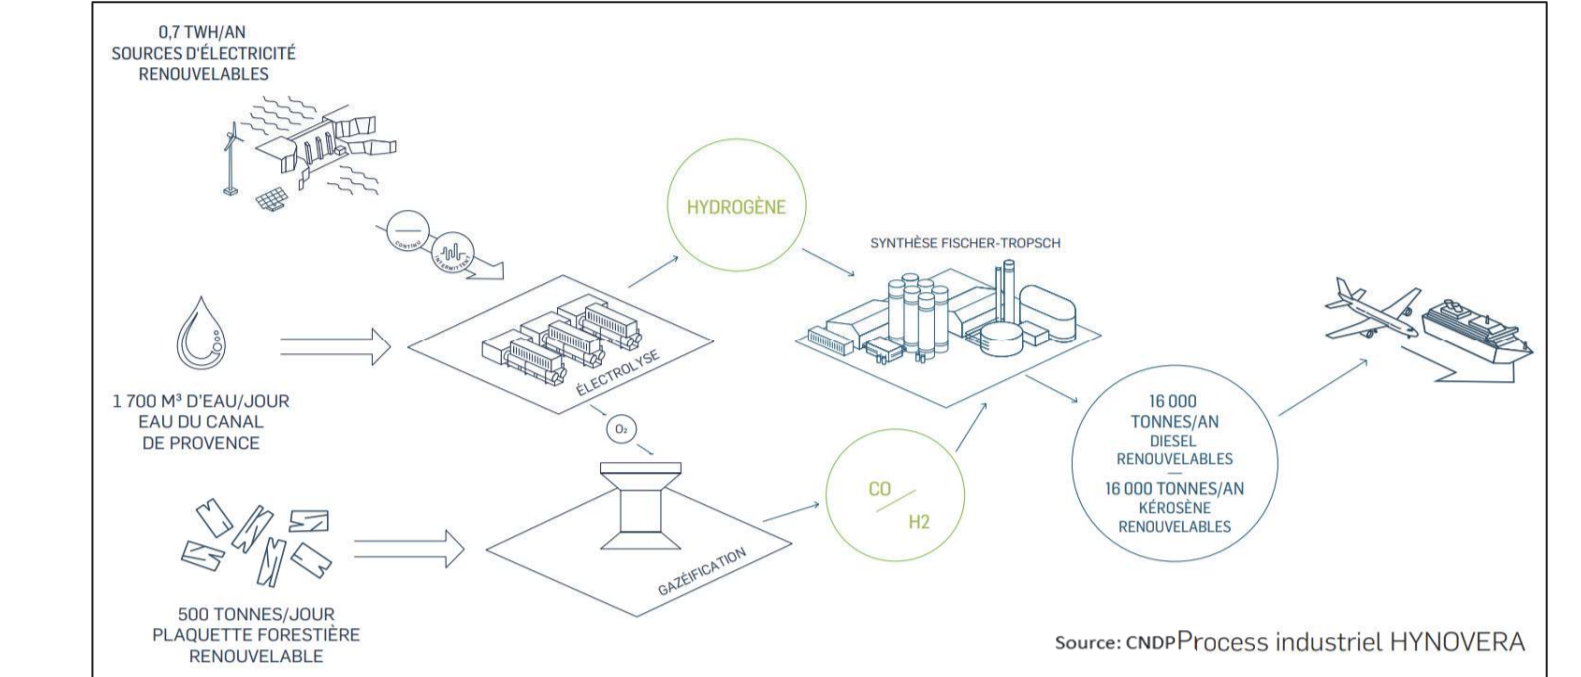 0,7 TWH/AN
SOURCES D'ÉLECTRICITÉ
RENOUVELABLES
CONTINU
INTERMITTENT
HYDROGÈNE
SYNTHÈSE FISCHER-TROPSCH
ÉLECTROLYSE
1 700 M³ D'EAU/JOUR
EAU DU CANAL
DE PROVENCE
O₂
16 000
TONNES/AN
DIESEL
RENOUVELABLES
16 000 TONNES/AN
KÉROSÈNE
RENOUVELABLES
CO
H2
GAZÉIFICATION
500 TONNES/JOUR
PLAQUETTE FORESTIÈRE
RENOUVELABLE
Source: CNDP Process industriel HYNOVERA